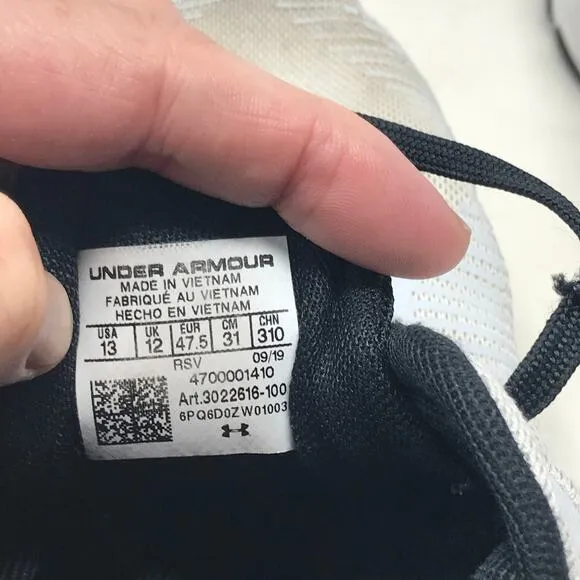 UNDER ARMOUR
MADE IN VIETNAM
FABRIQUÉ AU VIETNAM
HECHO EN VIETNAM
USA UK EUR CM CHN
13 12 47.5 31 310
RSV 09/19
4700001410
Art.3022616-100
6PQ6D0ZW01003